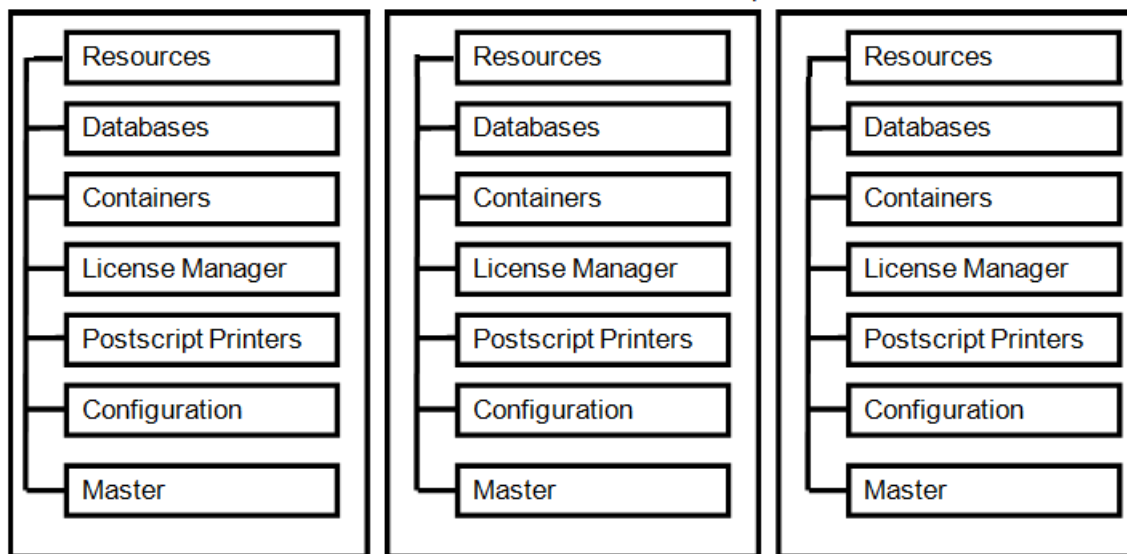 Resources
Databases
Containers
License Manager
Postscript Printers
Configuration
Master
Resources
Databases
Containers
License Manager
Postscript Printers
Configuration
Master
Resources
Databases
Containers
License Manager
Postscript Printers
Configuration
Master